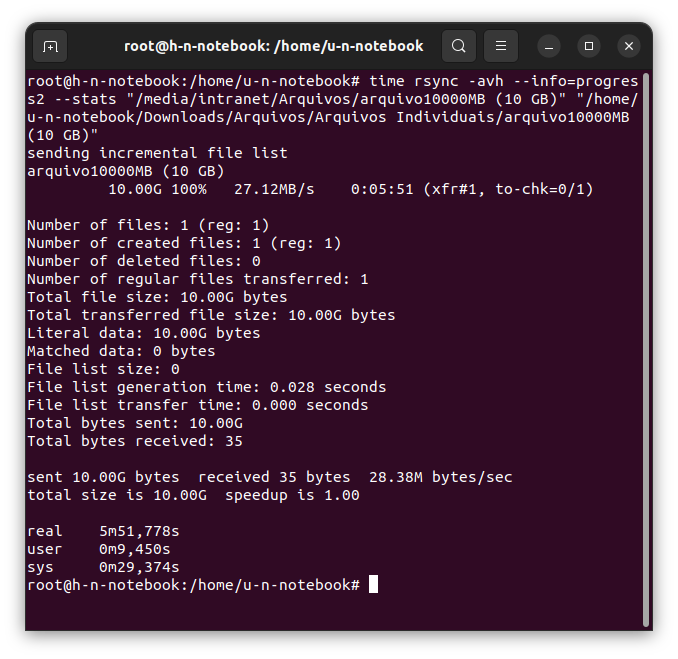 root@h-n-notebook: /home/u-n-notebook
root@h-n-notebook:/home/u-n-notebook# time rsync -avh --info=progres
s2 --stats "/media/intranet/Arquivos/arquivo10000MB (10 GB)" "/home/
u-n-notebook/Downloads/Arquivos/Arquivos Individuais/arquivo10000MB
(10 GB)"
sending incremental file list
arquivo10000MB (10 GB)
         10.00G 100%   27.12MB/s    0:05:51 (xfr#1, to-chk=0/1)

Number of files: 1 (reg: 1)
Number of created files: 1 (reg: 1)
Number of deleted files: 0
Number of regular files transferred: 1
Total file size: 10.00G bytes
Total transferred file size: 10.00G bytes
Literal data: 10.00G bytes
Matched data: 0 bytes
File list size: 0
File list generation time: 0.028 seconds
File list transfer time: 0.000 seconds
Total bytes sent: 10.00G
Total bytes received: 35

sent 10.00G bytes  received 35 bytes  28.38M bytes/sec
total size is 10.00G  speedup is 1.00

real    5m51,778s
user    0m9,450s
sys     0m29,374s
root@h-n-notebook:/home/u-n-notebook#